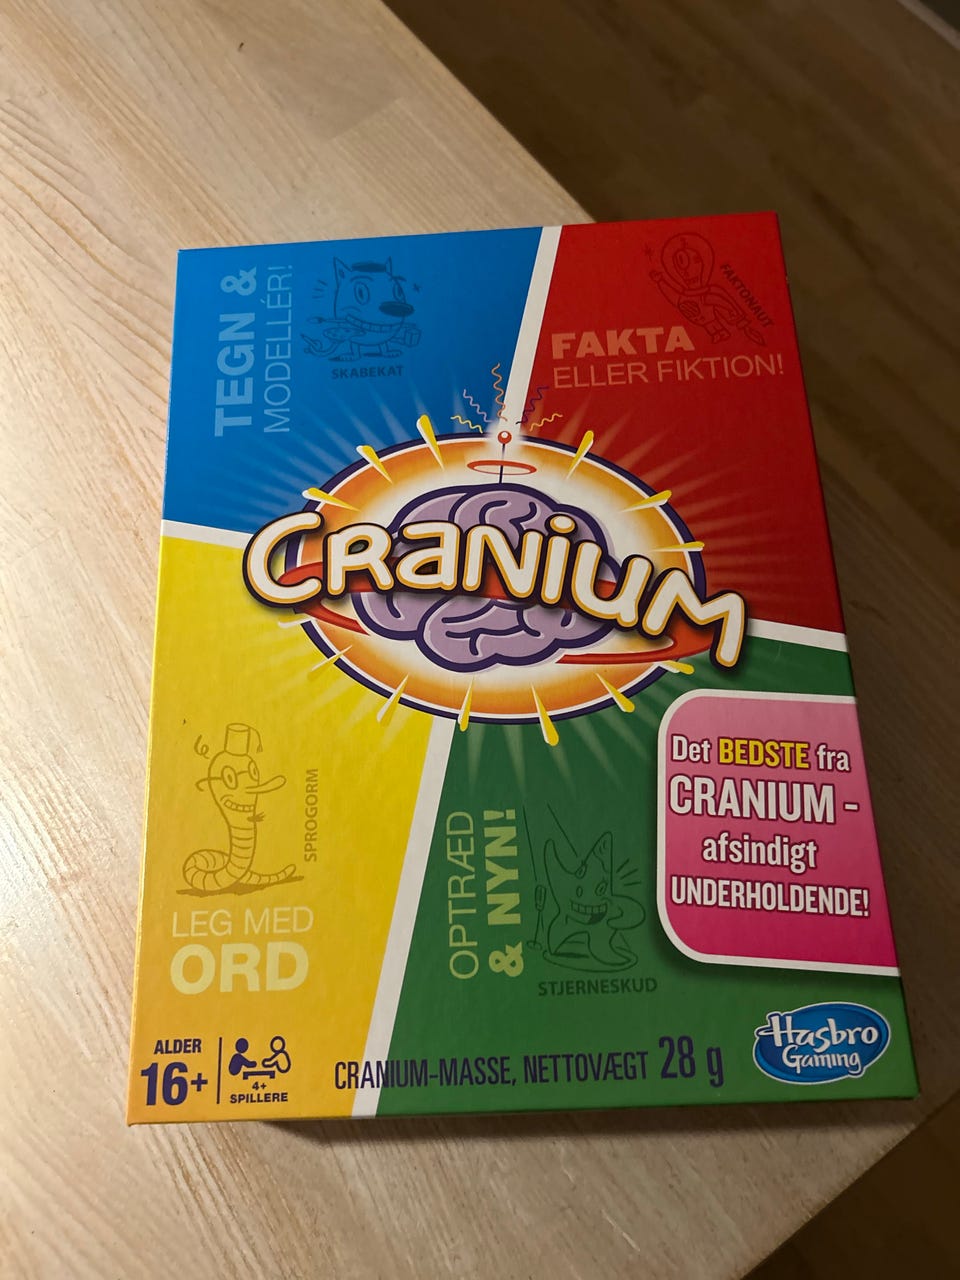 TEGN &
MODELLÉR!
SKABEKAT
FAKTONAUT
FAKTA
ELLER FIKTION!
CRANIUM
Det BEDSTE fra
CRANIUM -
afsindigt
UNDERHOLDENDE!
SPROGORM
LEG MED
ORD
OPTRÆD
& NYN!
STJERNESKUD
ALDER
16+
4+
SPILLERE
CRANIUM-MASSE, NETTOVÆGT 28 g
Hasbro
Gaming